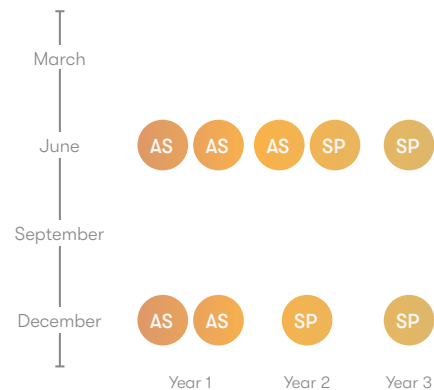 March
June AS AS AS SP SP
September
December AS AS SP SP
Year 1 Year 2 Year 3